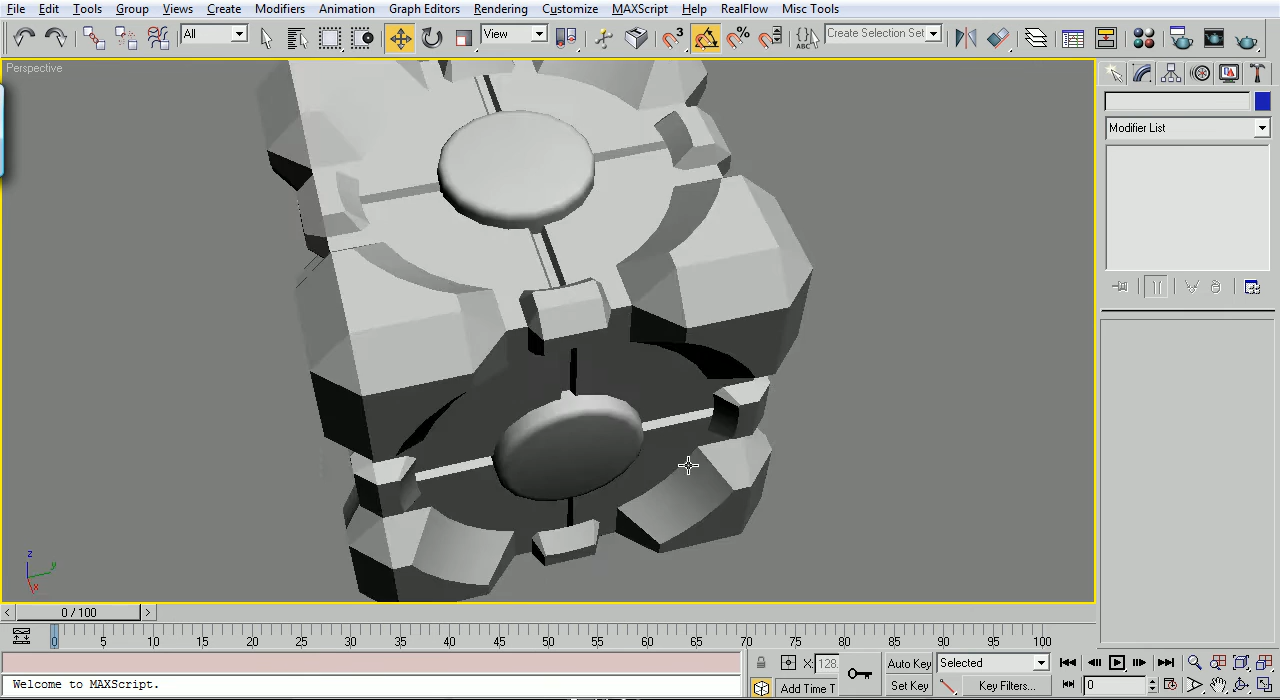 File Edit Tools Group Views Create Modifiers Animation Graph Editors Rendering Customize MAXScript Help RealFlow Misc Tools
All View 3 ABC Create Selection Set
Perspective
Modifier List
z
y
x
0 / 100
0 5 10 15 20 25 30 35 40 45 50 55 60 65 70 75 80 85 90 95 100
X: 128. Auto Key Selected
Welcome to MAXScript. Add Time T Set Key Key Filters... 0